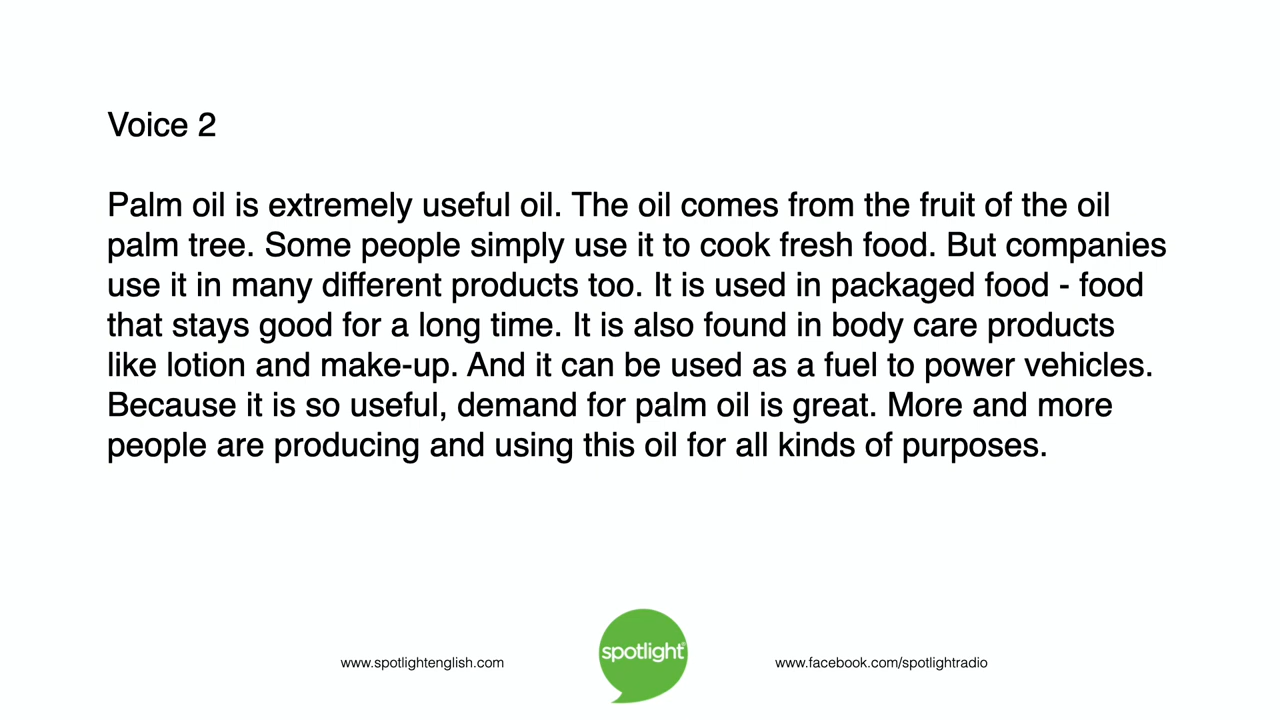 Voice 2
Palm oil is extremely useful oil. The oil comes from the fruit of the oil
palm tree. Some people simply use it to cook fresh food. But companies
use it in many different products too. It is used in packaged food - food
that stays good for a long time. It is also found in body care products
like lotion and make-up. And it can be used as a fuel to power vehicles.
Because it is so useful, demand for palm oil is great. More and more
people are producing and using this oil for all kinds of purposes.
www.spotlightenglish.com
spotlight®
www.facebook.com/spotlightradio